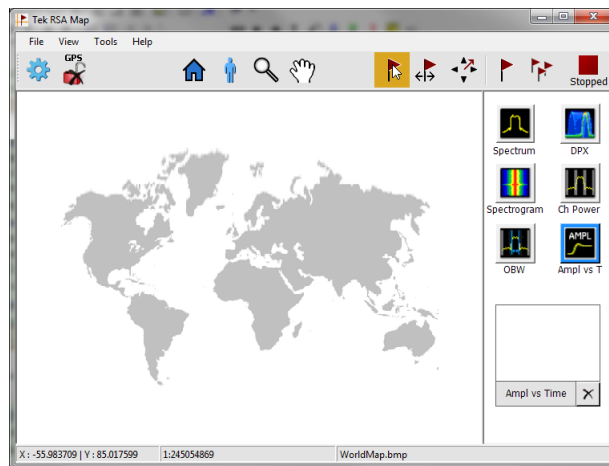 Tek RSA Map
File View Tools Help
GPS
Stopped
Spectrum DPX
Spectrogram Ch Power
AMPL
OBW Ampl vs T
Ampl vs Time
X : -55.983709 | Y : 85.017599 1:245054869 WorldMap.bmp